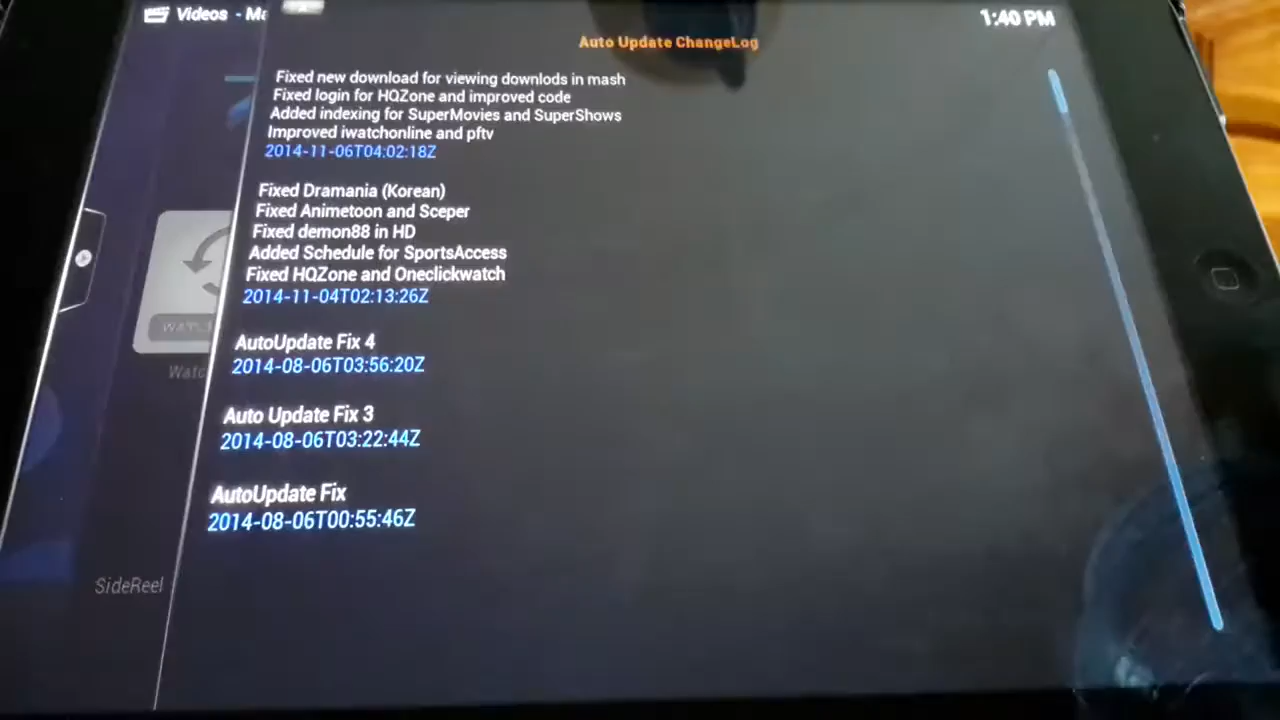 Videos - Ma
1:40 PM
Auto Update ChangeLog
Fixed new download for viewing downlods in mash
Fixed login for HQZone and improved code
Added indexing for SuperMovies and SuperShows
Improved iwatchonline and pftv
2014-11-06T04:02:18Z
Fixed Dramania (Korean)
Fixed Animetoon and Sceper
Fixed demon88 in HD
Added Schedule for SportsAccess
Fixed HQZone and Oneclickwatch
2014-11-04T02:13:26Z
AutoUpdate Fix 4
2014-08-06T03:56:20Z
Auto Update Fix 3
2014-08-06T03:22:44Z
AutoUpdate Fix
2014-08-06T00:55:46Z
Watc
SideReel